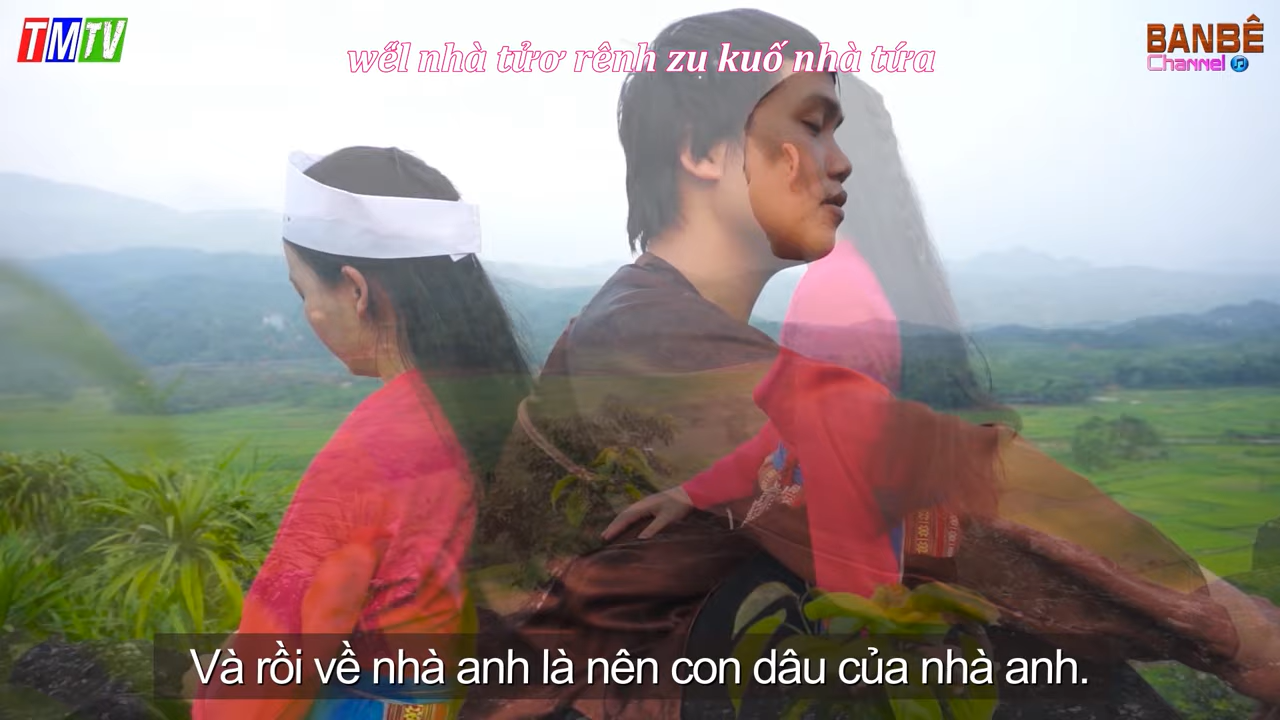 TMTV
wếl nhà tửơ rênh zụ kuố nhà tứa
BANBÊ
Channel
Và rồi về nhà anh là nên con dâu của nhà anh.